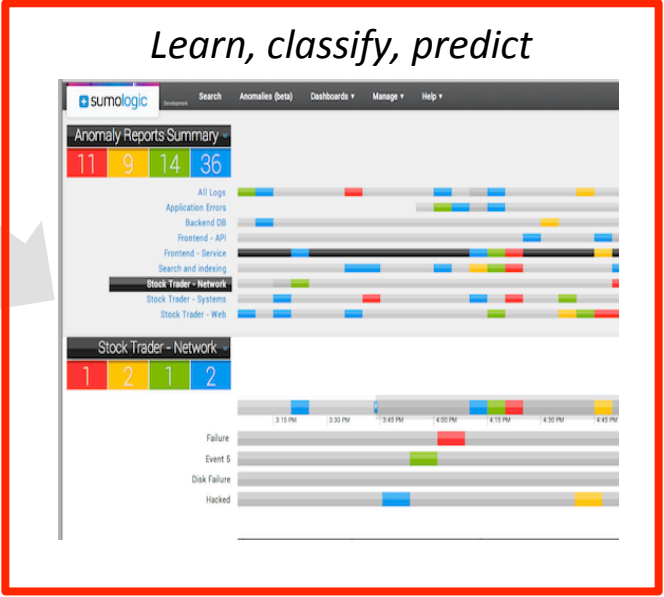 Learn, classify, predict
sumologic Development Search Anomalies (beta) Dashboards Manage Help
Anomaly Reports Summary
11 9 14 36
All Logs
Application Errors
Backend DB
Frontend - API
Frontend - Service
Search and indexing
Stock Trader - Network
Stock Trader - Systems
Stock Trader - Web
Stock Trader - Network
1 2 1 2
3:15 PM 3:30 PM 3:45 PM 4:00 PM 4:15 PM 4:30 PM 4:45 PM
Failure
Event 5
Disk Failure
Hacked